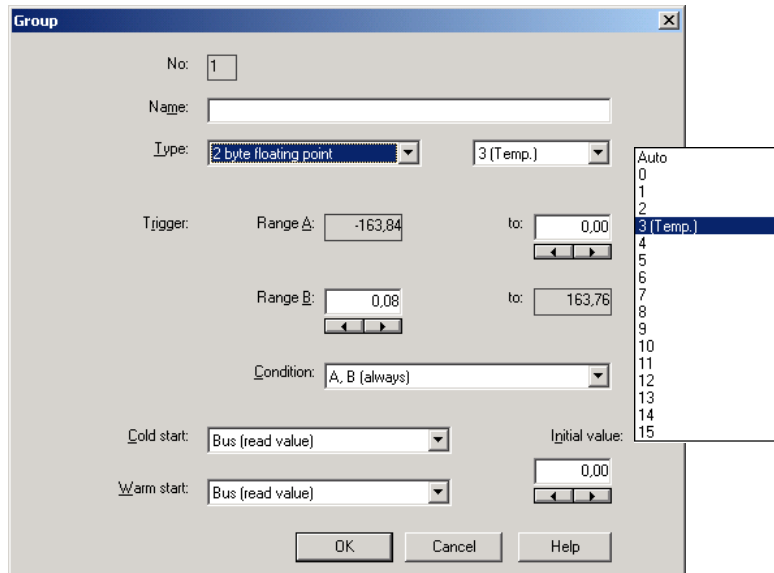 Group
No: 1
Name:
Type: 2 byte floating point 3 (Temp.)
Trigger: Range A: -163,84 to: 0,00
Range B: 0,08 to: 163,76
Condition: A, B (always)
Cold start: Bus (read value) Initial value:
0,00
Warm start: Bus (read value)
OK Cancel Help
Auto
0
1
2
3 (Temp.)
4
5
6
7
8
9
10
11
12
13
14
15